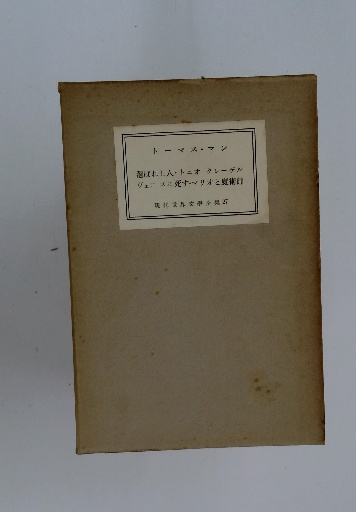 トーマス・マン
選ばれし人・トニオ クレーゲル
ヴェニスに死す・マリオと魔術師
現代世界文學全集